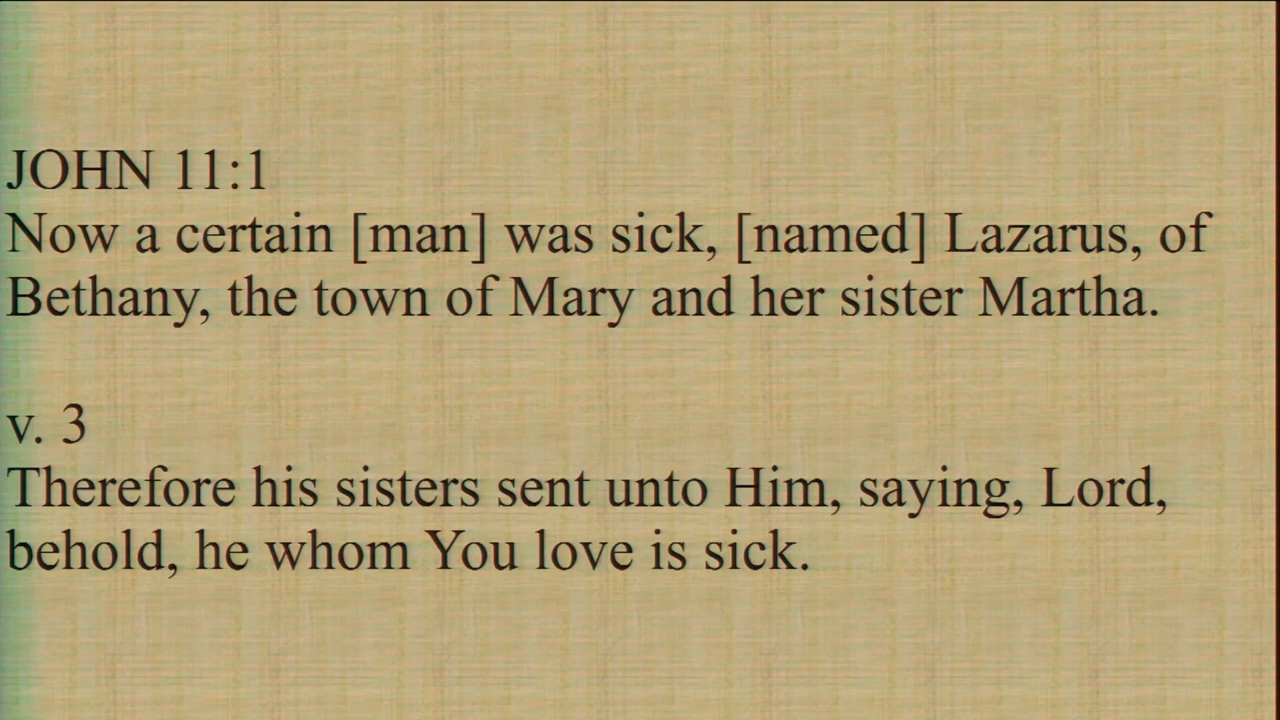 JOHN 11:1
Now a certain [man] was sick, [named] Lazarus, of
Bethany, the town of Mary and her sister Martha.
v. 3
Therefore his sisters sent unto Him, saying, Lord,
behold, he whom You love is sick.